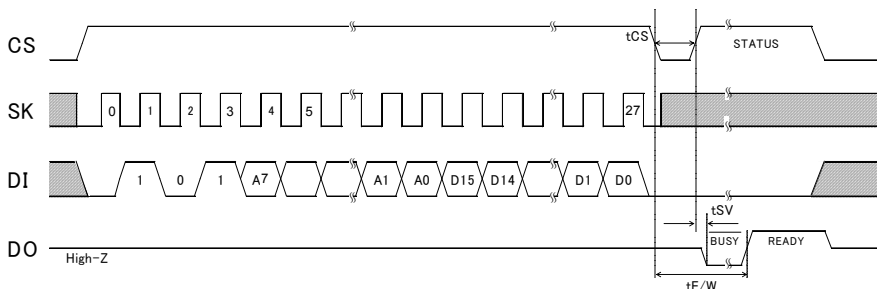 CS
tCS
STATUS
SK
0 1 2 3 4 5 27
DI
1 0 1 A7 A1 A0 D15 D14 D1 D0
tSV
DO
High-Z
BUSY
READY
tE/W